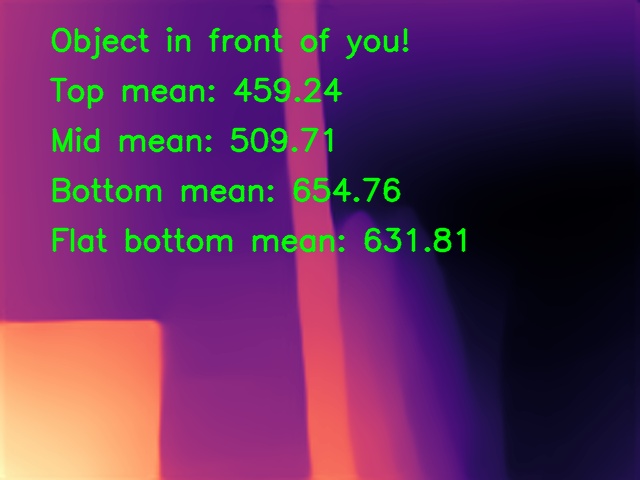 Object in front of you!
Top mean: 459.24
Mid mean: 509.71
Bottom mean: 654.76
Flat bottom mean: 631.81